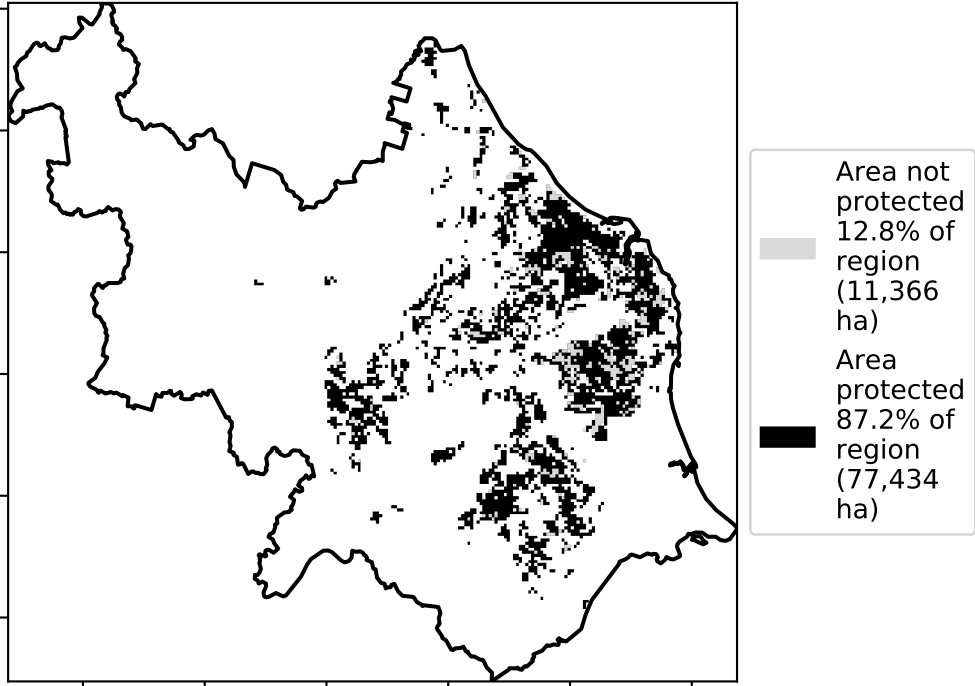 Area not
protected
12.8% of
region
(11,366
ha)
Area
protected
87.2% of
region
(77,434
ha)